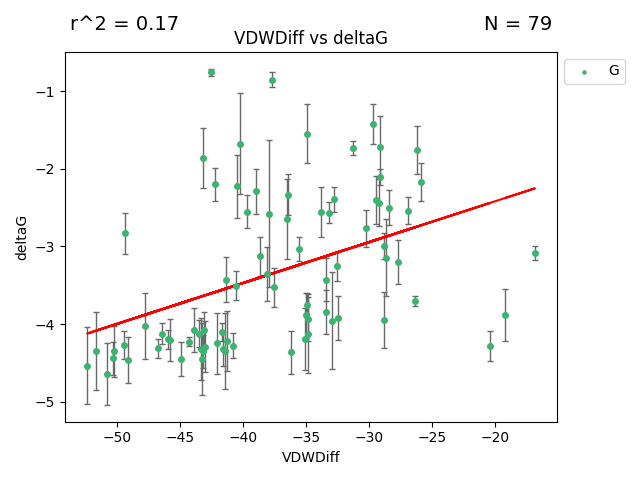 r^2 = 0.17
N = 79
VDWDiff vs deltaG
G
deltaG
−1
−2
−3
−4
−5
−50
−45
−40
−35
−30
−25
−20
VDWDiff